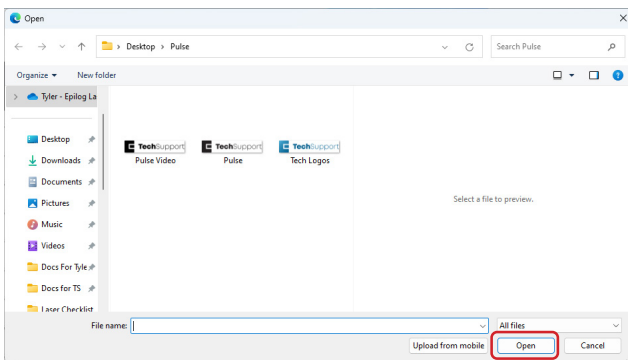 Open
Desktop > Pulse
Search Pulse
Organize
New folder
Tyler - Epilog La
Desktop
Downloads
Documents
Pictures
Music
Videos
Docs For Tyle
Docs for TS
Laser Checklist
TechSupport
Pulse Video
TechSupport
Pulse
TechSupport
Tech Logos
Select a file to preview.
File name:
All files
Upload from mobile
Open
Cancel